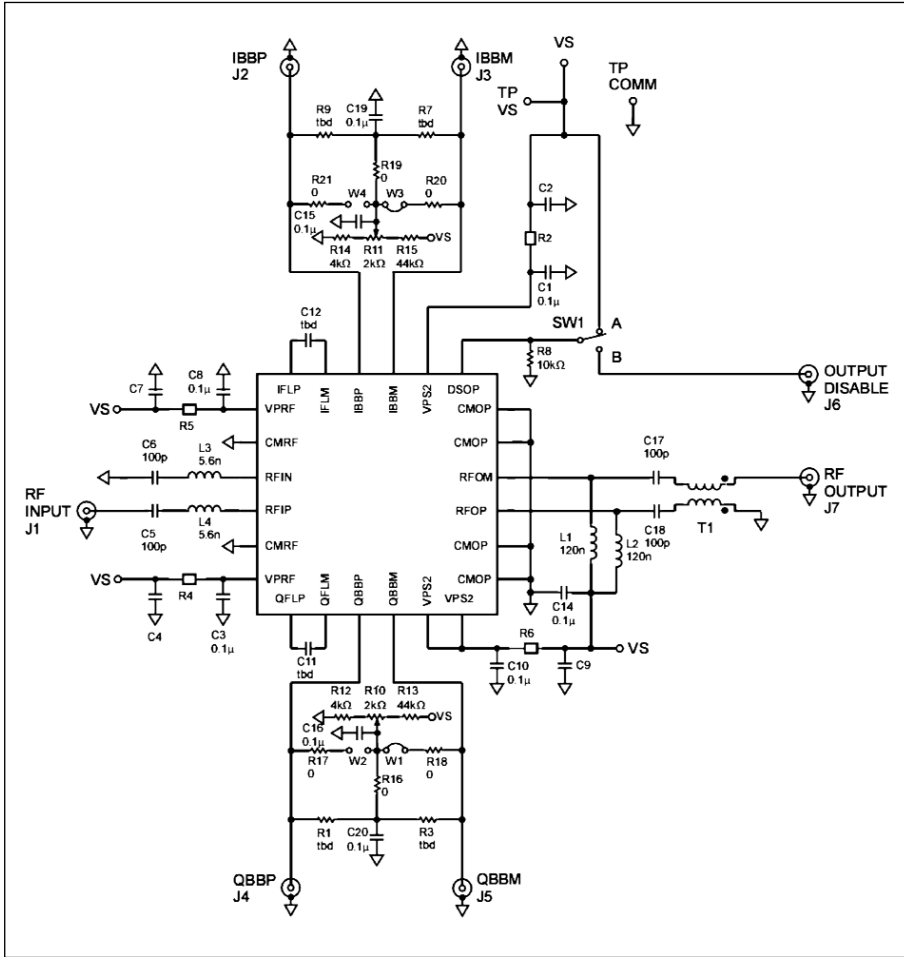 IBBP
J2
IBBM
J3
VS
TP
VS
TP
COMM
R9
tbd
C19
0.1µ
R7
tbd
R19
0
R21
0
W4
W3
R20
0
C15
0.1µ
VS
R14
4kΩ
R11
2kΩ
R15
44kΩ
C2
R2
C1
0.1µ
C12
tbd
SW1
A
B
R8
10kΩ
OUTPUT
DISABLE
J6
C7
C8
0.1µ
VS
R5
IFLP
IFLM
IBBP
IBBM
VPS2
DSOP
VPRF
CMOP
CMRF
CMOP
C6
100p
L3
5.6n
RFIN
RFOM
C17
100p
RF
OUTPUT
J7
RF
INPUT
J1
C5
100p
L4
5.6n
RFIP
RFOP
C18
100p
T1
L1
120n
L2
120n
CMRF
CMOP
VS
R4
VPRF
CMOP
C4
C3
0.1µ
QFLP
QFLM
QBBP
QBBM
VPS2
VPS2
C14
0.1µ
C11
tbd
R6
VS
C10
0.1µ
C9
R12
4kΩ
R10
2kΩ
R13
44kΩ
VS
C16
0.1µ
R17
0
W2
W1
R18
0
R16
0
R1
tbd
C20
0.1µ
R3
tbd
QBBP
J4
QBBM
J5